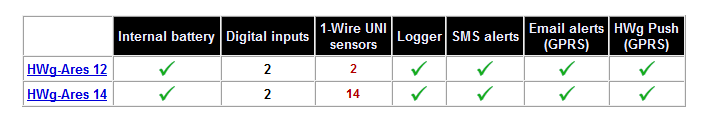 Internal battery Digital inputs 1-Wire UNI sensors Logger SMS alerts Email alerts (GPRS) HWg Push (GPRS)
HWg-Ares 12 2 2
HWg-Ares 14 2 14